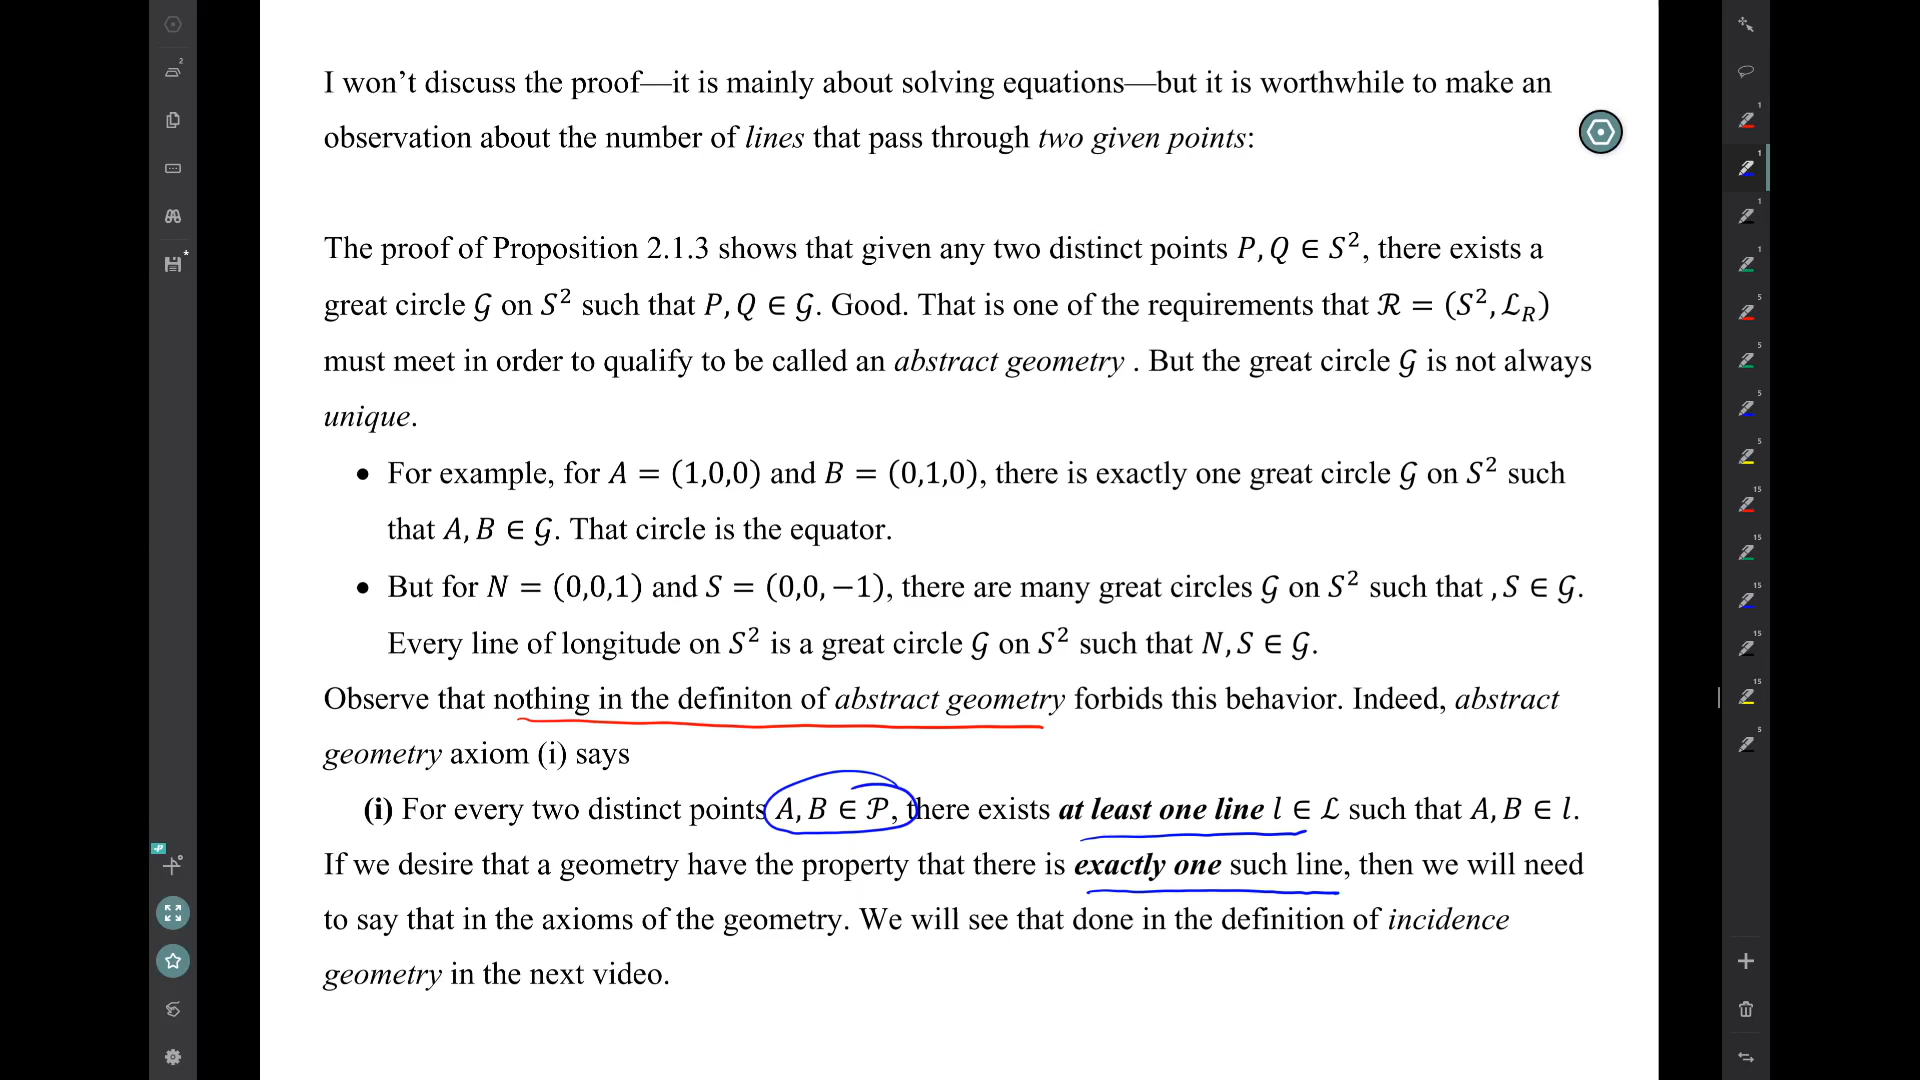 I won’t discuss the proof—it is mainly about solving equations—but it is worthwhile to make an
observation about the number of lines that pass through two given points:
The proof of Proposition 2.1.3 shows that given any two distinct points P, Q ∈ S², there exists a
great circle 𝒢 on S² such that P, Q ∈ 𝒢. Good. That is one of the requirements that ℛ = (S², ℒ_R)
must meet in order to qualify to be called an abstract geometry . But the great circle 𝒢 is not always
unique.
• For example, for A = (1,0,0) and B = (0,1,0), there is exactly one great circle 𝒢 on S² such
that A, B ∈ 𝒢. That circle is the equator.
• But for N = (0,0,1) and S = (0,0, −1), there are many great circles 𝒢 on S² such that , S ∈ 𝒢.
Every line of longitude on S² is a great circle 𝒢 on S² such that N, S ∈ 𝒢.
Observe that nothing in the definiton of abstract geometry forbids this behavior. Indeed, abstract
geometry axiom (i) says
(i) For every two distinct points A, B ∈ 𝒫, there exists at least one line l ∈ ℒ such that A, B ∈ l.
If we desire that a geometry have the property that there is exactly one such line, then we will need
to say that in the axioms of the geometry. We will see that done in the definition of incidence
geometry in the next video.